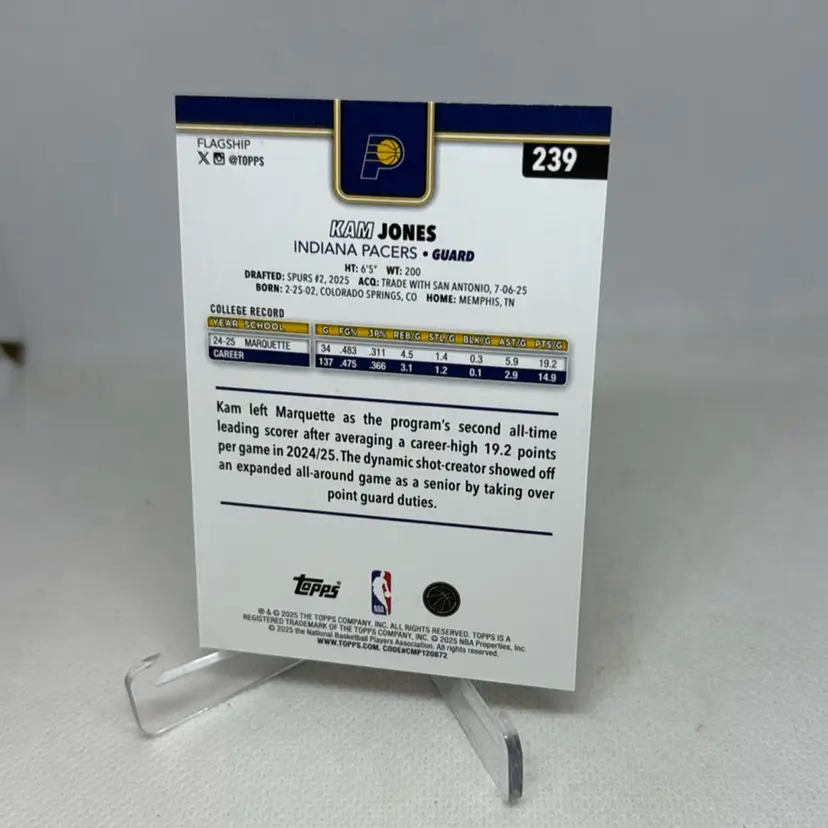 FLAGSHIP
X @TOPPS
239
P
KAM JONES
INDIANA PACERS • GUARD
HT: 6'5" WT: 200
DRAFTED: SPURS #2, 2025 ACQ: TRADE WITH SAN ANTONIO, 7-06-25
BORN: 2-25-02, COLORADO SPRINGS, CO HOME: MEMPHIS, TN
COLLEGE RECORD
YEAR SCHOOL G FG% 3P% REB/G STL/G BLK/G AST/G PTS/G
24-25 MARQUETTE 34 .483 .311 4.5 1.4 0.3 5.9 19.2
CAREER 137 .475 .366 3.1 1.2 0.1 2.9 14.9
Kam left Marquette as the program's second all-time
leading scorer after averaging a career-high 19.2 points
per game in 2024/25. The dynamic shot-creator showed off
an expanded all-around game as a senior by taking over
point guard duties.
Topps NBA
® & © 2025 THE TOPPS COMPANY, INC. ALL RIGHTS RESERVED. TOPPS IS A
REGISTERED TRADEMARK OF THE TOPPS COMPANY, INC. © 2025 NBA Properties, Inc.
© 2025 the National Basketball Players Association. All rights reserved.
WWW.TOPPS.COM. CODE#CMP120872